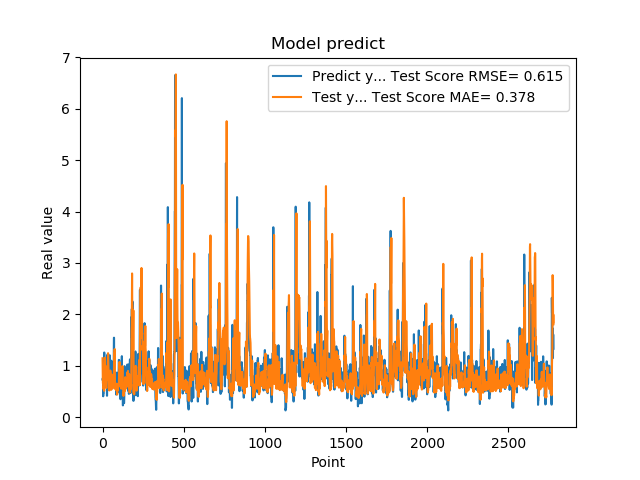 Model predict
Predict y... Test Score RMSE= 0.615
Test y... Test Score MAE= 0.378
7
6
5
4
3
2
1
0
Real value
0 500 1000 1500 2000 2500
Point